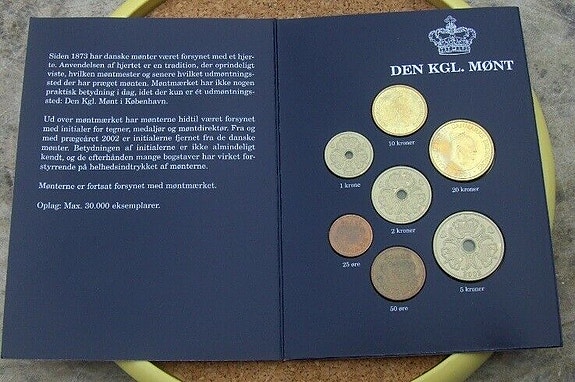 Siden 1873 har danske mønter været forsynet med et hjer-
te. Anvendelsen af hjertet er en tradition, der oprindeligt
viste, hvilken møntmester og senere hvilket udmøntnings-
sted der har præget mønten. Møntmærket har ikke nogen
praktisk betydning i dag, idet der kun er ét udmøntnings-
sted: Den Kgl. Mønt i København.
Ud over møntmærket har mønterne hidtil været forsynet
med initialer for tegner, medaljør og møntdirektør. Fra og
med prægeåret 2002 er initialerne fjernet fra de danske
mønter. Betydningen af initialerne er ikke almindeligt
kendt, og de efterhånden mange bogstaver har virket for-
styrrende på helhedsindtrykket af mønterne.
Mønterne er fortsat forsynet med møntmærket.
Oplag: Max. 30.000 eksemplarer.
DEN KGL. MØNT
10 kroner
1 krone
20 kroner
2 kroner
25 øre
5 kroner
50 øre